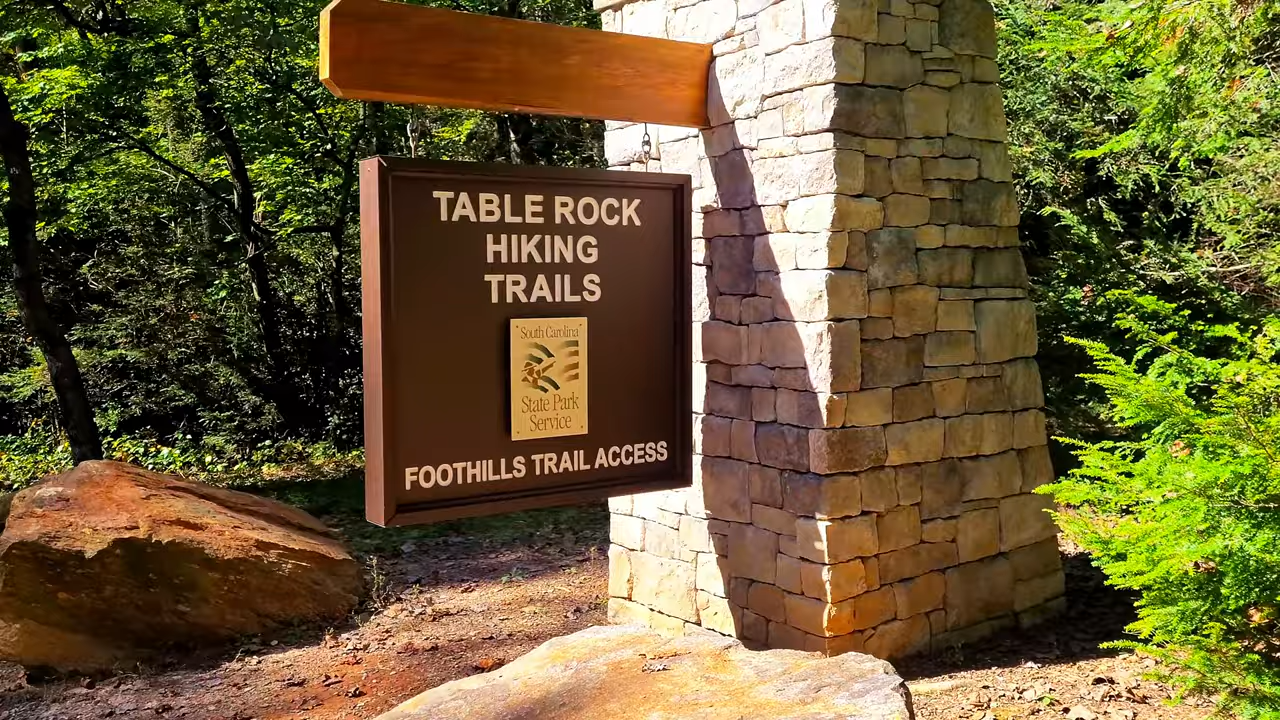 TABLE ROCK
HIKING
TRAILS
South Carolina
State Park
Service
FOOTHILLS TRAIL ACCESS